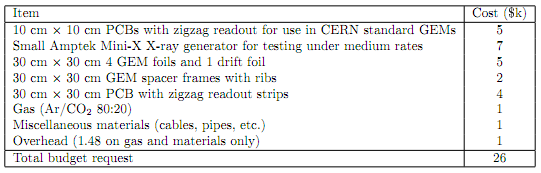 Item Cost ($k)
10 cm × 10 cm PCBs with zigzag readout for use in CERN standard GEMs 5
Small Amptek Mini-X X-ray generator for testing under medium rates 7
30 cm × 30 cm 4 GEM foils and 1 drift foil 5
30 cm × 30 cm GEM spacer frames with ribs 2
30 cm × 30 cm PCB with zigzag readout strips 4
Gas (Ar/CO₂ 80:20) 1
Miscellaneous materials (cables, pipes, etc.) 1
Overhead (1.48 on gas and materials only) 1
Total budget request 26